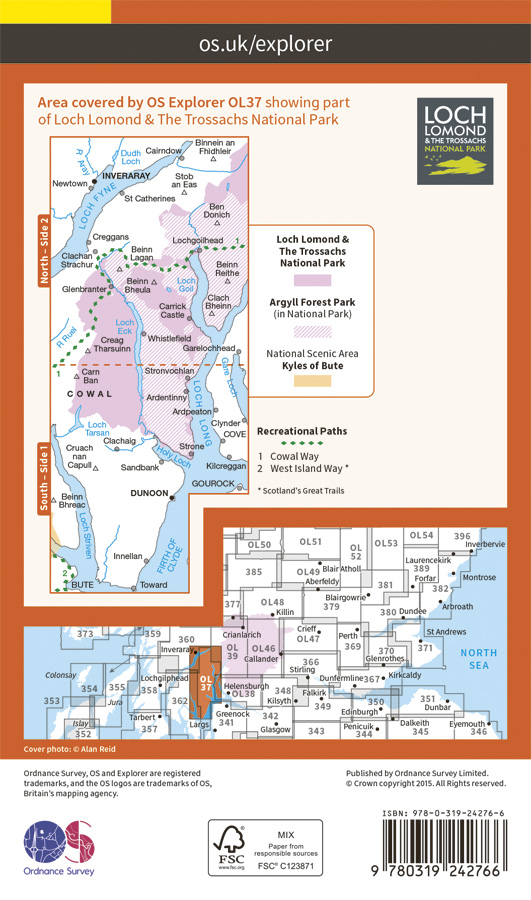 os.uk/explorer
Area covered by OS Explorer OL37 showing part
of Loch Lomond & The Trossachs National Park
LOCH
LOMOND
& THE TROSSACHS
NATIONAL PARK
North – Side 2
South – Side 1
Binnein an
Fhidhleir
Cairndow
Dudh
Loch
R Aray
INVERARAY
Newtown
Stob
an Eas
LOCH FYNE
St Catherines
Ben
Donich
Creggans
Lochgoilhead
Beinn
Lagan
Clachan
Strachur
Beinn
Reithe
Glenbranter
Beinn
Bheula
Loch
Goil
Clach
Bheinn
Carrick
Castle
Loch
Eck
R Ruel
Whistlefield
Creag
Tharsuinn
Garelochhead
1
Carn
Ban
Stronvochlan
Gare Loch
COWAL
Ardentinny
LOCH LONG
Ardpeaton
Loch
Tarsan
Clynder
COVE
Clachaig
Strone
Cruach
nan
Capull
Holy Loch
Kilcreggan
Sandbank
GOUROCK
DUNOON
Beinn
Bhreac
Loch Striven
Innellan
FIRTH OF
CLYDE
2
BUTE
Toward
Loch Lomond &
The Trossachs
National Park
Argyll Forest Park
(in National Park)
National Scenic Area
Kyles of Bute
Recreational Paths
1 Cowal Way
2 West Island Way *
* Scotland's Great Trails
OL50
OL51
OL
52
OL53
OL54
396
Inverbervie
385
OL49
Blair Atholl
Laurencekirk
389
Aberfeldy
381
Forfar
Montrose
382
377
OL48
Blairgowrie
379
Killin
380
Dundee
Arbroath
373
359
360
Crianlarich
Crieff
OL47
Perth
369
St Andrews
Inveraray
OL
39
OL46
Callander
370
Glenrothes
371
NORTH
SEA
Colonsay
366
Stirling
Lochgilphead
OL
37
Dunfermline
367
Kirkcaldy
354
355
358
Helensburgh
OL38
348
Falkirk
353
Jura
362
Kilsyth
349
350
351
Dunbar
Greenock
Edinburgh
Islay
352
Tarbert
357
Largs
341
342
Glasgow
343
Penicuik
344
Dalkeith
345
Eyemouth
346
Cover photo: © Alan Reid
Ordnance Survey, OS and Explorer are registered
trademarks, and the OS logos are trademarks of OS,
Britain's mapping agency.
Published by Ordnance Survey Limited.
© Crown copyright 2015. All rights reserved.
OS
Ordnance Survey
FSC
www.fsc.org
MIX
Paper from
responsible sources
FSC® C123871
ISBN: 978-0-319-24276-6
9 780319 242766